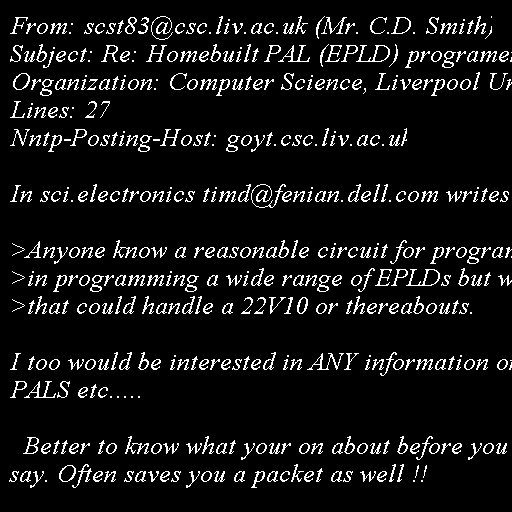 From: scst83@csc.liv.ac.uk (Mr. C.D. Smith)
Subject: Re: Homebuilt PAL (EPLD) programe
Organization: Computer Science, Liverpool Un
Lines: 27
Nntp-Posting-Host: goyt.csc.liv.ac.uk
In sci.electronics timd@fenian.dell.com writes
>Anyone know a reasonable circuit for program
>in programming a wide range of EPLDs but w
>that could handle a 22V10 or thereabouts.
I too would be interested in ANY information o
PALS etc.....
Better to know what your on about before you
say. Often saves you a packet as well !!